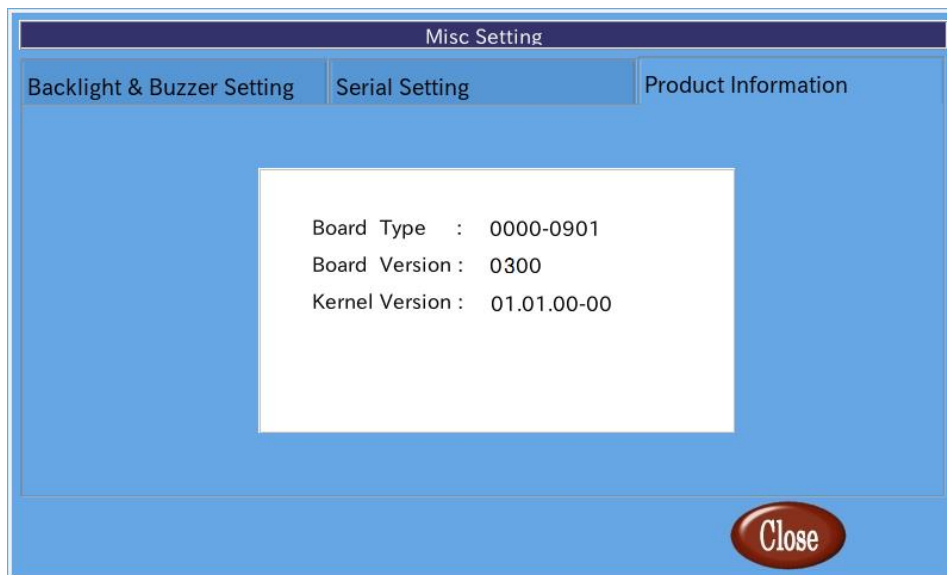 Misc Setting
Backlight & Buzzer Setting Serial Setting Product Information
Board Type : 0000-0901
Board Version : 0300
Kernel Version : 01.01.00-00
Close